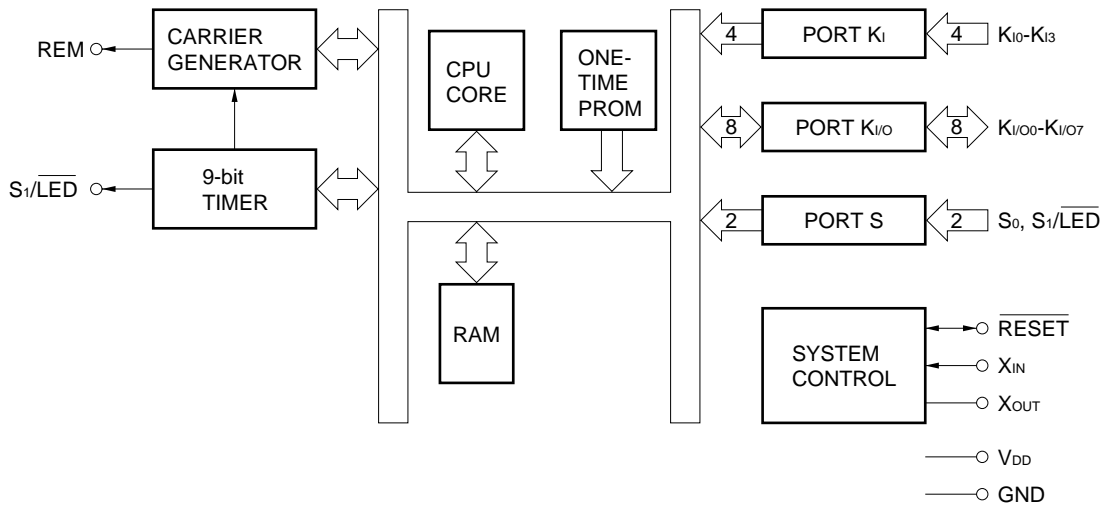 REM
CARRIER
GENERATOR
S1/LED
9-bit
TIMER
CPU
CORE
ONE-
TIME
PROM
RAM
4
PORT KI
4
KI0-KI3
8
PORT KI/O
8
KI/O0-KI/O7
2
PORT S
2
S0, S1/LED
SYSTEM
CONTROL
RESET
XIN
XOUT
VDD
GND